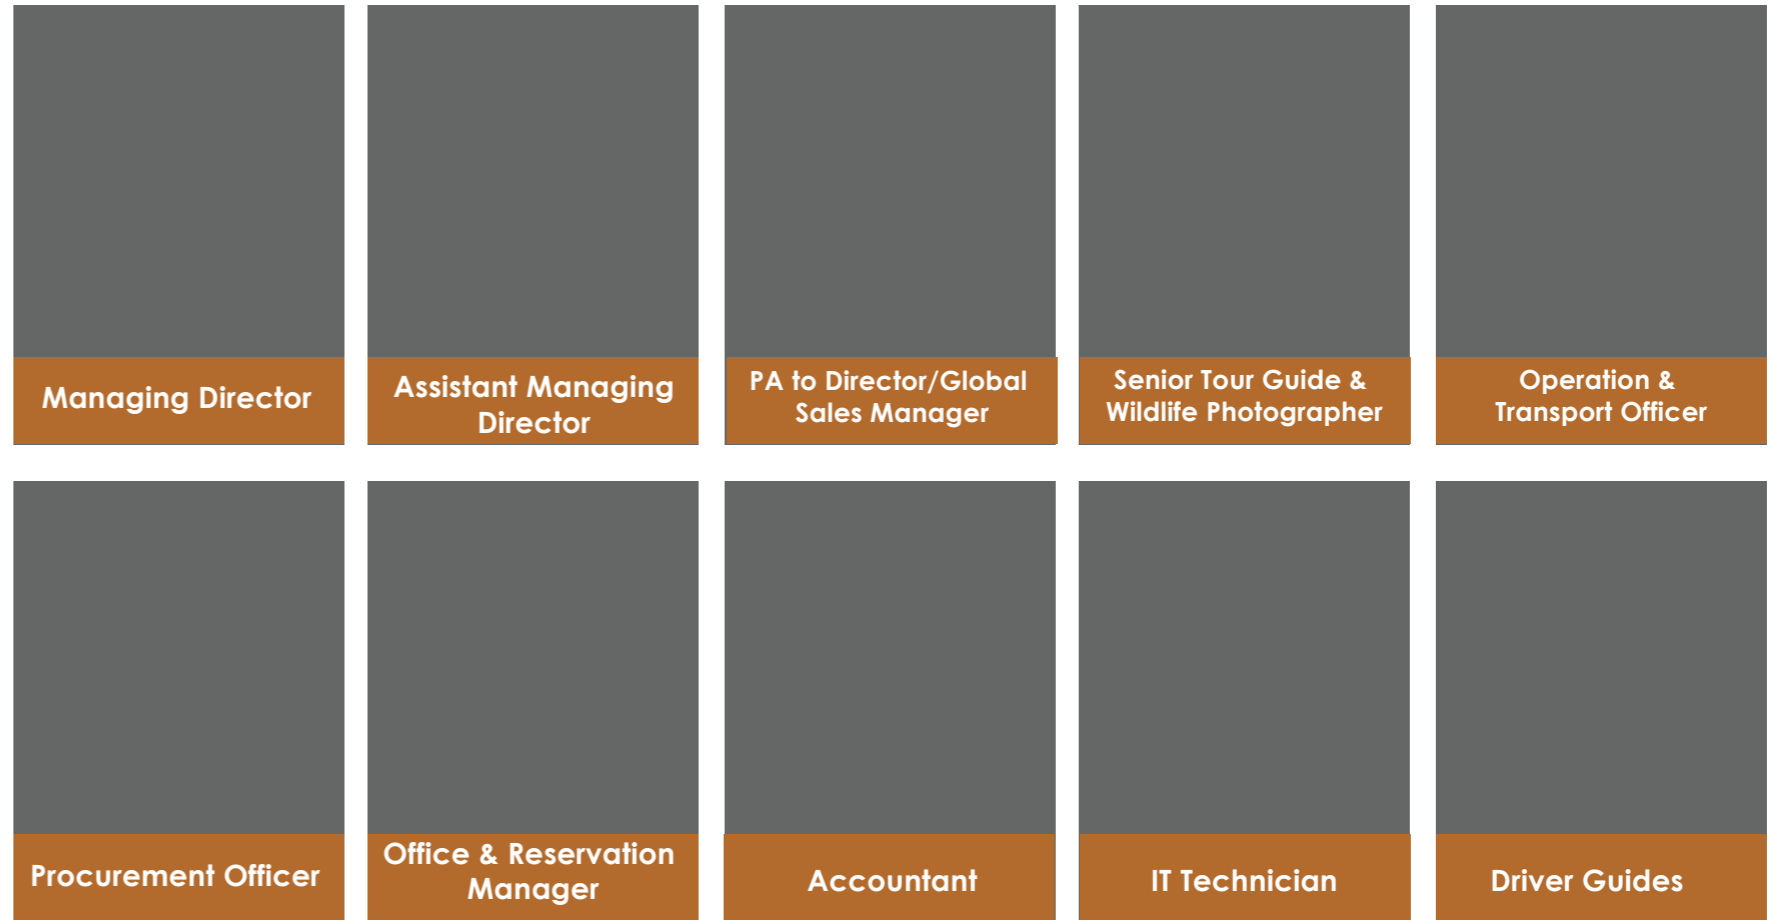 Managing Director
Assistant Managing
Director
PA to Director/Global
Sales Manager
Senior Tour Guide &
Wildlife Photographer
Operation &
Transport Officer
Procurement Officer
Office & Reservation
Manager
Accountant
IT Technician
Driver Guides